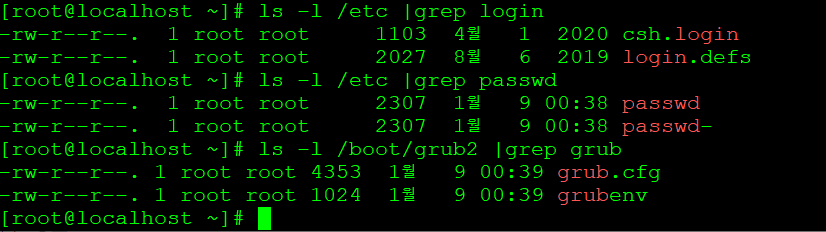 [root@localhost ~]# ls -l /etc |grep login
-rw-r--r--. 1 root root 1103 4월 1 2020 csh.login
-rw-r--r--. 1 root root 2027 8월 6 2019 login.defs
[root@localhost ~]# ls -l /etc |grep passwd
-rw-r--r--. 1 root root 2307 1월 9 00:38 passwd
-rw-r--r--. 1 root root 2307 1월 9 00:38 passwd-
[root@localhost ~]# ls -l /boot/grub2 |grep grub
-rw-r--r--. 1 root root 4353 1월 9 00:39 grub.cfg
-rw-r--r--. 1 root root 1024 1월 9 00:39 grubenv
[root@localhost ~]#